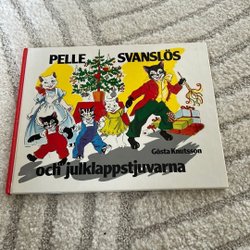 PELLE SVANSLÖS
Gösta Knutsson
och julklappstjuvarna